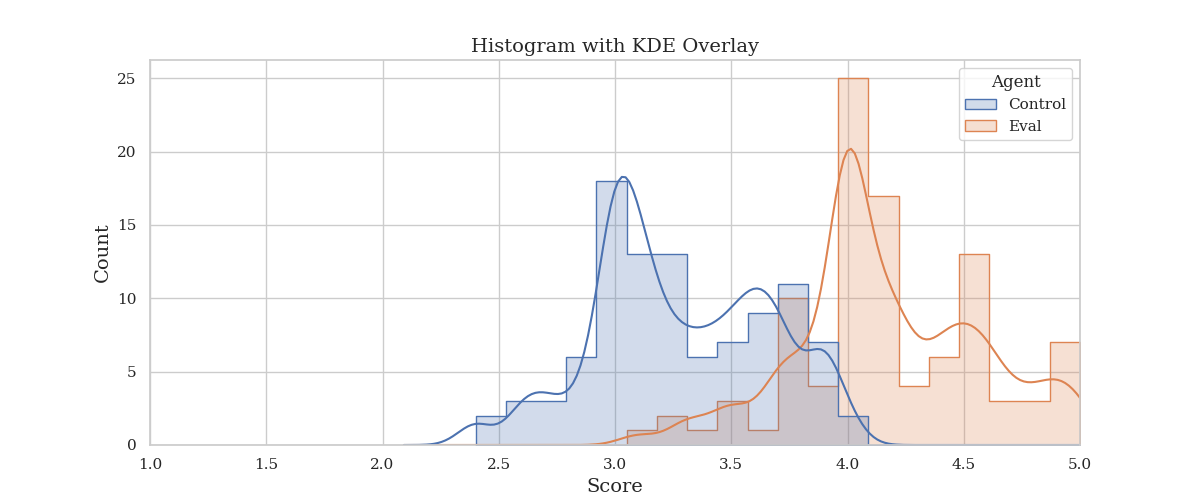 Histogram with KDE Overlay
Agent
Control
Eval
Count
25
20
15
10
5
0
1.0 1.5 2.0 2.5 3.0 3.5 4.0 4.5 5.0
Score